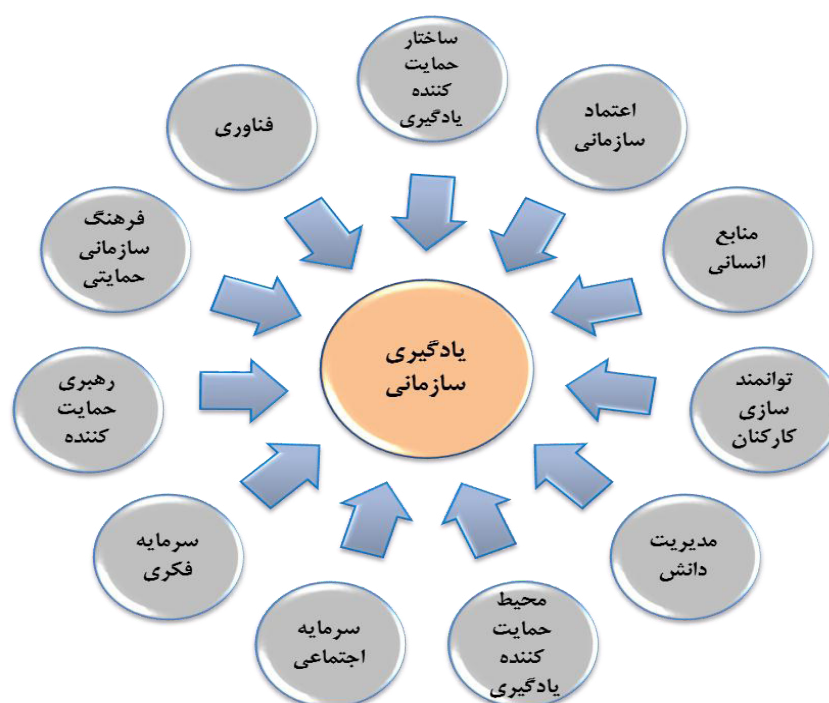 ساختار
حمایت
کننده
یادگیری
اعتماد
سازمانی
منابع
انسانی
توانمند
سازی
کارکنان
مدیریت
دانش
محیط
حمایت
کننده
یادگیری
سرمایه
اجتماعی
سرمایه
فکری
رهبری
حمایت
کننده
فرهنگ
سازمانی
حمایتی
فناوری
یادگیری
سازمانی